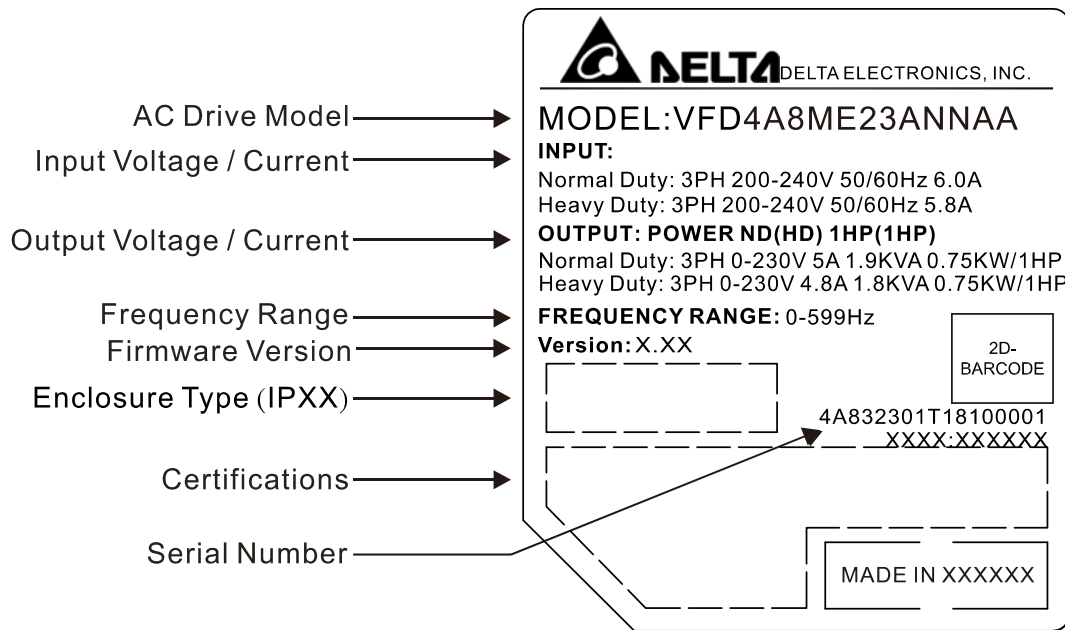 DELTA DELTA ELECTRONICS, INC.
AC Drive Model
MODEL:VFD4A8ME23ANNAA
Input Voltage / Current
INPUT:
Normal Duty: 3PH 200-240V 50/60Hz 6.0A
Heavy Duty: 3PH 200-240V 50/60Hz 5.8A
Output Voltage / Current
OUTPUT: POWER ND(HD) 1HP(1HP)
Normal Duty: 3PH 0-230V 5A 1.9KVA 0.75KW/1HP
Heavy Duty: 3PH 0-230V 4.8A 1.8KVA 0.75KW/1HP
Frequency Range
FREQUENCY RANGE: 0-599Hz
Firmware Version
Version: X.XX
2D-
BARCODE
Enclosure Type (IPXX)
4A832301T18100001
XXXX:XXXXXX
Certifications
Serial Number
MADE IN XXXXXX